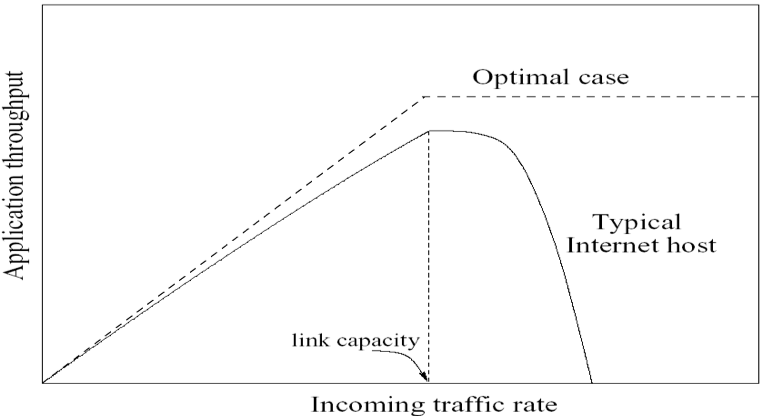 Optimal case
Application throughput
Typical
Internet host
link capacity
Incoming traffic rate